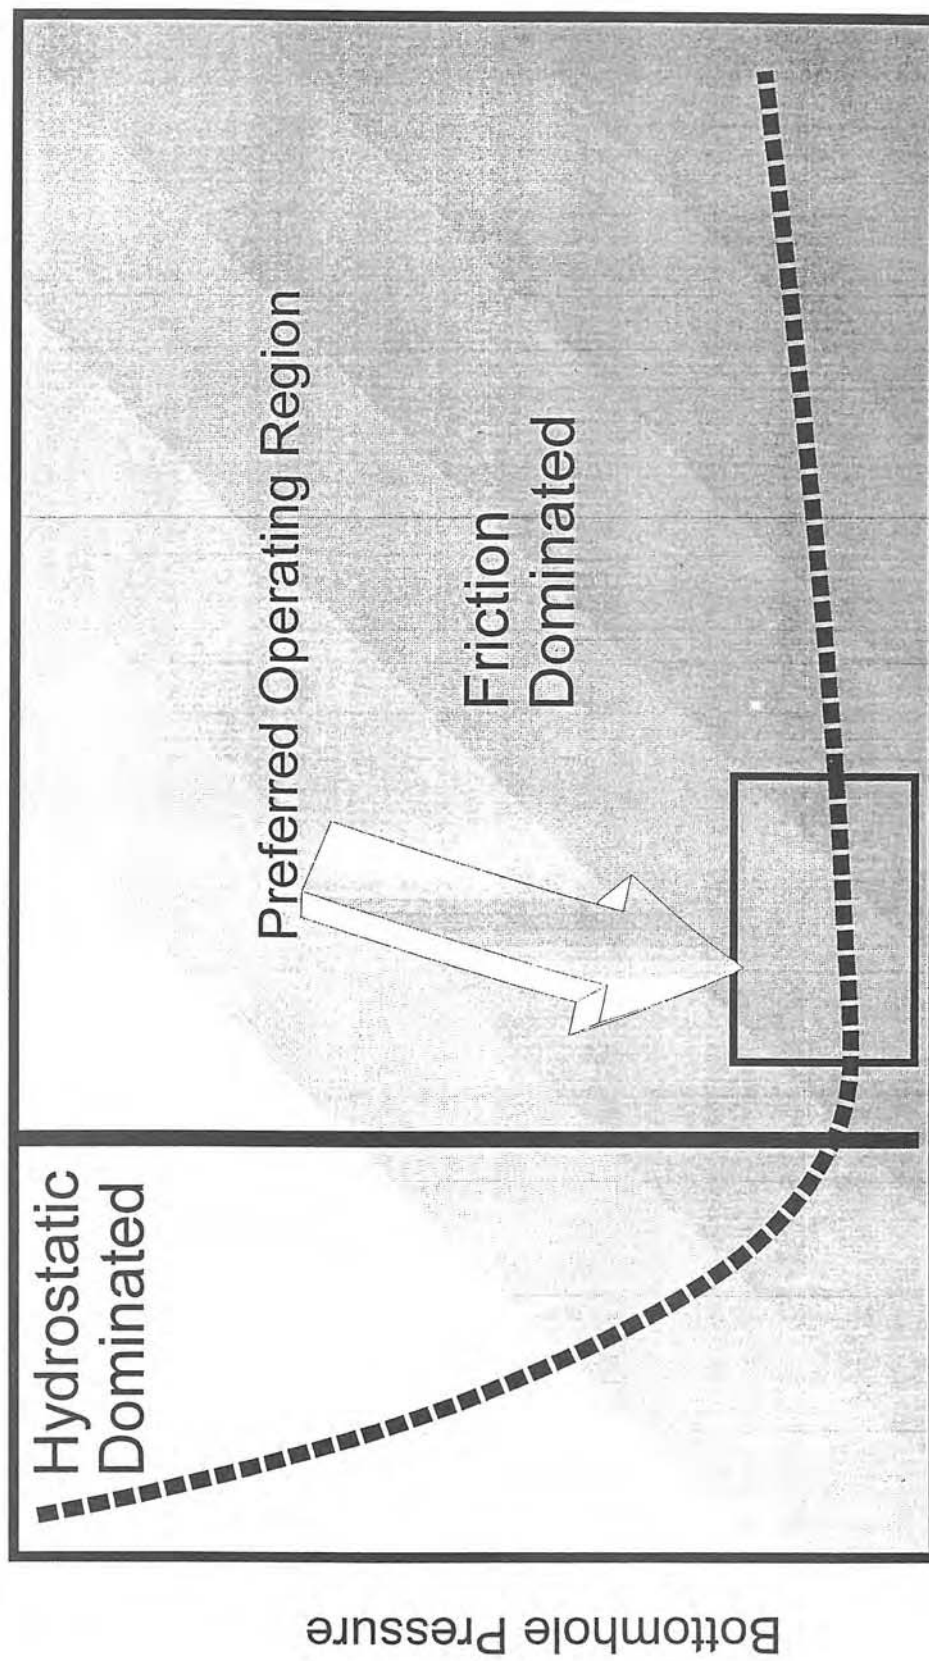 Hydrostatic
Dominated
Preferred Operating Region
Friction
Dominated
Bottomhole Pressure